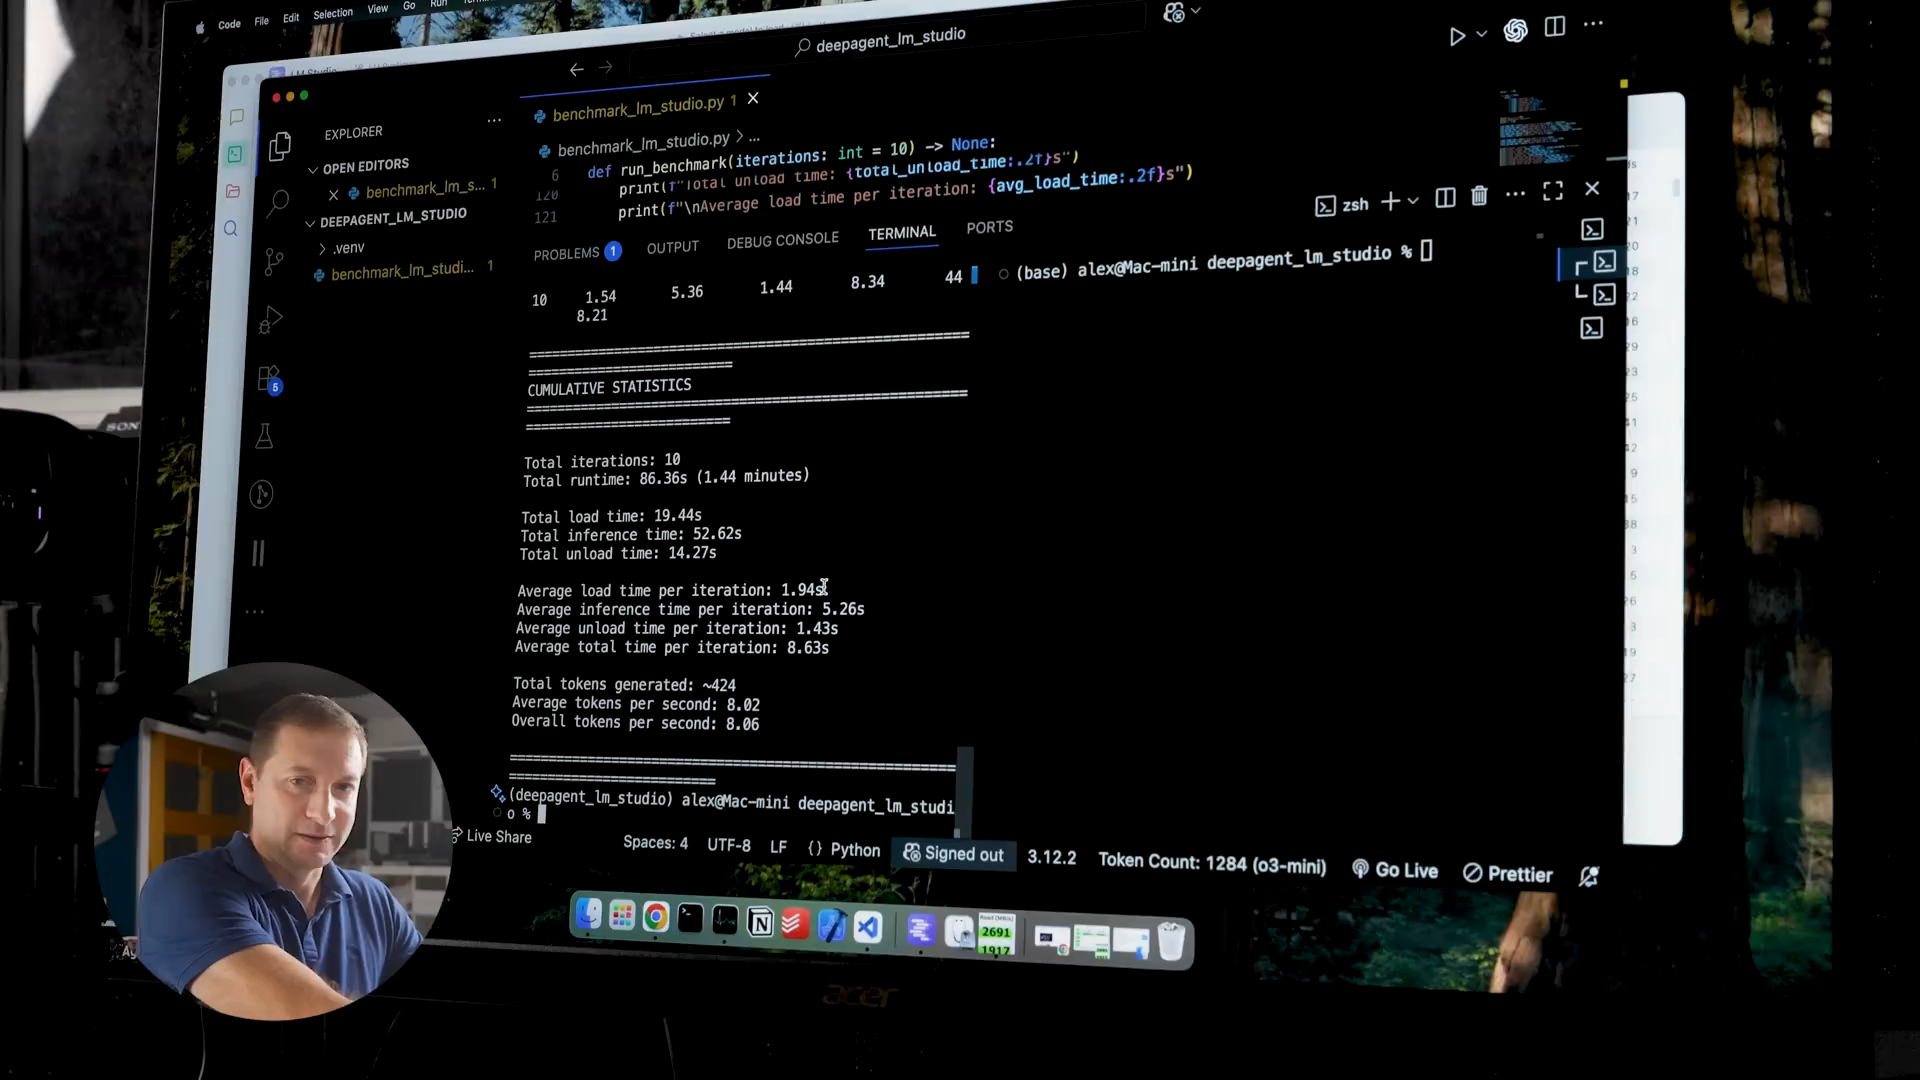 Code File Edit Selection View Go Run
LM Studio
deepagent_lm_studio
benchmark_lm_studio.py 1
EXPLORER
OPEN EDITORS
benchmark_lm_s... 1
DEEPAGENT_LM_STUDIO
.venv
benchmark_lm_studi... 1
benchmark_lm_studio.py > ...
6 def run_benchmark(iterations: int = 10) -> None:
120 print(f"Total unload time: {total_unload_time:.2f}s")
121 print(f"\nAverage load time per iteration: {avg_load_time:.2f}s")
PROBLEMS 1 OUTPUT DEBUG CONSOLE TERMINAL PORTS
zsh
10 1.54 5.36 1.44 8.34 44
8.21
(base) alex@Mac-mini deepagent_lm_studio %
CUMULATIVE STATISTICS
Total iterations: 10
Total runtime: 86.36s (1.44 minutes)
Total load time: 19.44s
Total inference time: 52.62s
Total unload time: 14.27s
Average load time per iteration: 1.94s
Average inference time per iteration: 5.26s
Average unload time per iteration: 1.43s
Average total time per iteration: 8.63s
Total tokens generated: ~424
Average tokens per second: 8.02
Overall tokens per second: 8.06
(deepagent_lm_studio) alex@Mac-mini deepagent_lm_studi
o %
5
Live Share
Spaces: 4 UTF-8 LF {} Python Signed out 3.12.2 Token Count: 1284 (o3-mini) Go Live Prettier
2691
1917
SONY
acer